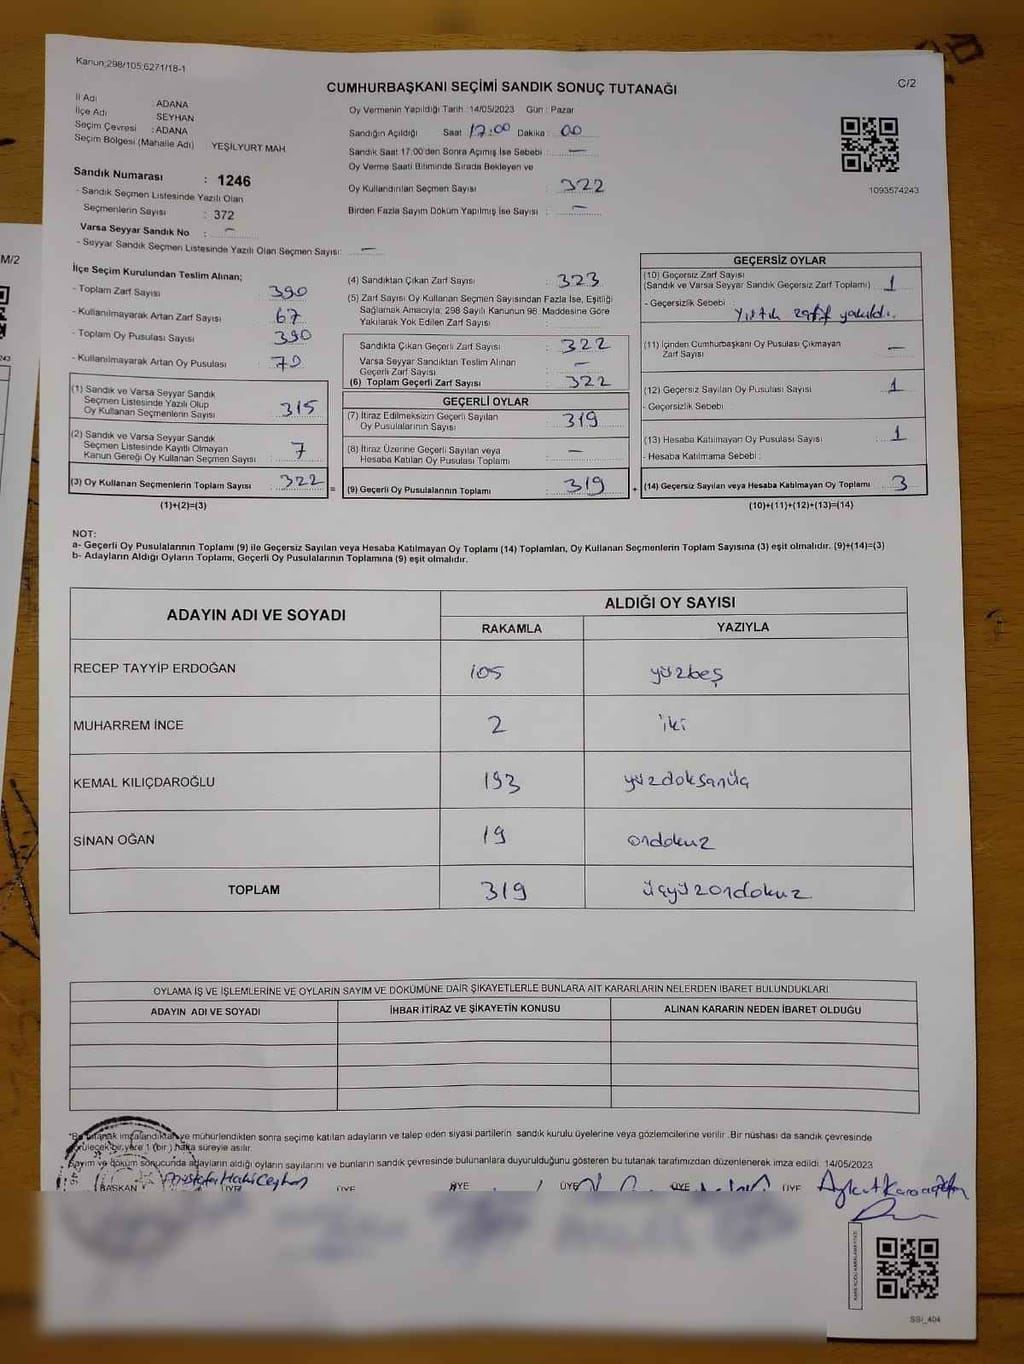 Kanun;298/105;6271/18-1
C/2
CUMHURBAŞKANI SEÇİMİ SANDIK SONUÇ TUTANAĞI
İl Adı : ADANA
İlçe Adı : SEYHAN
Seçim Çevresi : ADANA
Seçim Bölgesi (Mahalle Adı) YEŞİLYURT MAH.
Sandık Numarası : 1246
- Sandık Seçmen Listesinde Yazılı Olan
Seçmenlerin Sayısı : 372
Varsa Seyyar Sandık No : –
- Seyyar Sandık Seçmen Listesinde Yazılı Olan Seçmen Sayısı: –
Oy Vermenin Yapıldığı Tarih : 14/05/2023 Gün : Pazar
Sandığın Açıldığı Saat 17:00 Dakika : 00
Sandık Saat 17:00'den Sonra Açılmış İse Sebebi : –
Oy Verme Saati Bitiminde Sırada Bekleyen ve
Oy Kullandırılan Seçmen Sayısı : 322
Birden Fazla Sayım Döküm Yapılmış İse Sayısı : –
1093574243
İlçe Seçim Kurulundan Teslim Alınan;
- Toplam Zarf Sayısı : 390
- Kullanılmayarak Artan Zarf Sayısı : 67
- Toplam Oy Pusulası Sayısı : 390
- Kullanılmayarak Artan Oy Pusulası : 70
(1) Sandık ve Varsa Seyyar Sandık
Seçmen Listesinde Yazılı Olup
Oy Kullanan Seçmenlerin Sayısı : 315
(2) Sandık ve Varsa Seyyar Sandık
Seçmen Listesinde Kayıtlı Olmayan
Kanun Gereği Oy Kullanan Seçmen Sayısı : 7
(3) Oy Kullanan Seçmenlerin Toplam Sayısı : 322
(1)+(2)=(3)
=
(4) Sandıktan Çıkan Zarf Sayısı : 323
(5) Zarf Sayısı Oy Kullanan Seçmen Sayısından Fazla İse, Eşitliği
Sağlamak Amacıyla; 298 Sayılı Kanunun 98. Maddesine Göre
Yakılarak Yok Edilen Zarf Sayısı :
Sandıkta Çıkan Geçerli Zarf Sayısı : 322
Varsa Seyyar Sandıktan Teslim Alınan
Geçerli Zarf Sayısı : –
(6) Toplam Geçerli Zarf Sayısı : 322
GEÇERLİ OYLAR
(7) İtiraz Edilmeksizin Geçerli Sayılan
Oy Pusulalarının Sayısı : 319
(8) İtiraz Üzerine Geçerli Sayılan veya
Hesaba Katılan Oy Pusulası Toplamı : –
(9) Geçerli Oy Pusulalarının Toplamı : 319
+
GEÇERSİZ OYLAR
(10) Geçersiz Zarf Sayısı
(Sandık ve Varsa Seyyar Sandık Geçersiz Zarf Toplamı) : 1
- Geçersizlik Sebebi :
Yırtık zarf yakıldı.
(11) İçinden Cumhurbaşkanı Oy Pusulası Çıkmayan
Zarf Sayısı : –
(12) Geçersiz Sayılan Oy Pusulası Sayısı : 1
- Geçersizlik Sebebi :
(13) Hesaba Katılmayan Oy Pusulası Sayısı : 1
- Hesaba Katılmama Sebebi :
(14) Geçersiz Sayılan veya Hesaba Katılmayan Oy Toplamı : 3
(10)+(11)+(12)+(13)=(14)
NOT:
a- Geçerli Oy Pusulalarının Toplamı (9) ile Geçersiz Sayılan veya Hesaba Katılmayan Oy Toplamı (14) Toplamları, Oy Kullanan Seçmenlerin Toplam Sayısına (3) eşit olmalıdır. (9)+(14)=(3)
b- Adayların Aldığı Oyların Toplamı, Geçerli Oy Pusulalarının Toplamına (9) eşit olmalıdır.
ADAYIN ADI VE SOYADI ALDIĞI OY SAYISI
RAKAMLA YAZIYLA
RECEP TAYYİP ERDOĞAN 105 yüzbeş
MUHARREM İNCE 2 iki
KEMAL KILIÇDAROĞLU 193 yüzdoksanüç
SİNAN OĞAN 19 ondokuz
TOPLAM 319 üçyüzondokuz
OYLAMA İŞ VE İŞLEMLERİNE VE OYLARIN SAYIM VE DÖKÜMÜNE DAİR ŞİKAYETLERLE BUNLARA AİT KARARLARIN NELERDEN İBARET BULUNDUKLARI
ADAYIN ADI VE SOYADI İHBAR İTİRAZ VE ŞİKAYETİN KONUSU ALINAN KARARIN NEDEN İBARET OLDUĞU
*Bu tutanak imzalandıktan ve mühürlendikten sonra seçime katılan adayların ve talep eden siyasi partilerin sandık kurulu üyelerine veya gözlemcilerine verilir .Bir nüshası da sandık çevresinde
görülecek bir yere 1 (bir) hafta süreyle asılır.
Sayım ve döküm sonucunda adayların aldığı oyların sayılarını ve bunların sandık çevresinde bulunanlara duyurulduğunu gösteren bu tutanak tarafımızdan düzenlenerek imza edildi. 14/05/2023
BAŞKAN ÜYE ÜYE ÜYE ÜYE ÜYE ÜYE
SSİ_404
M/2
243